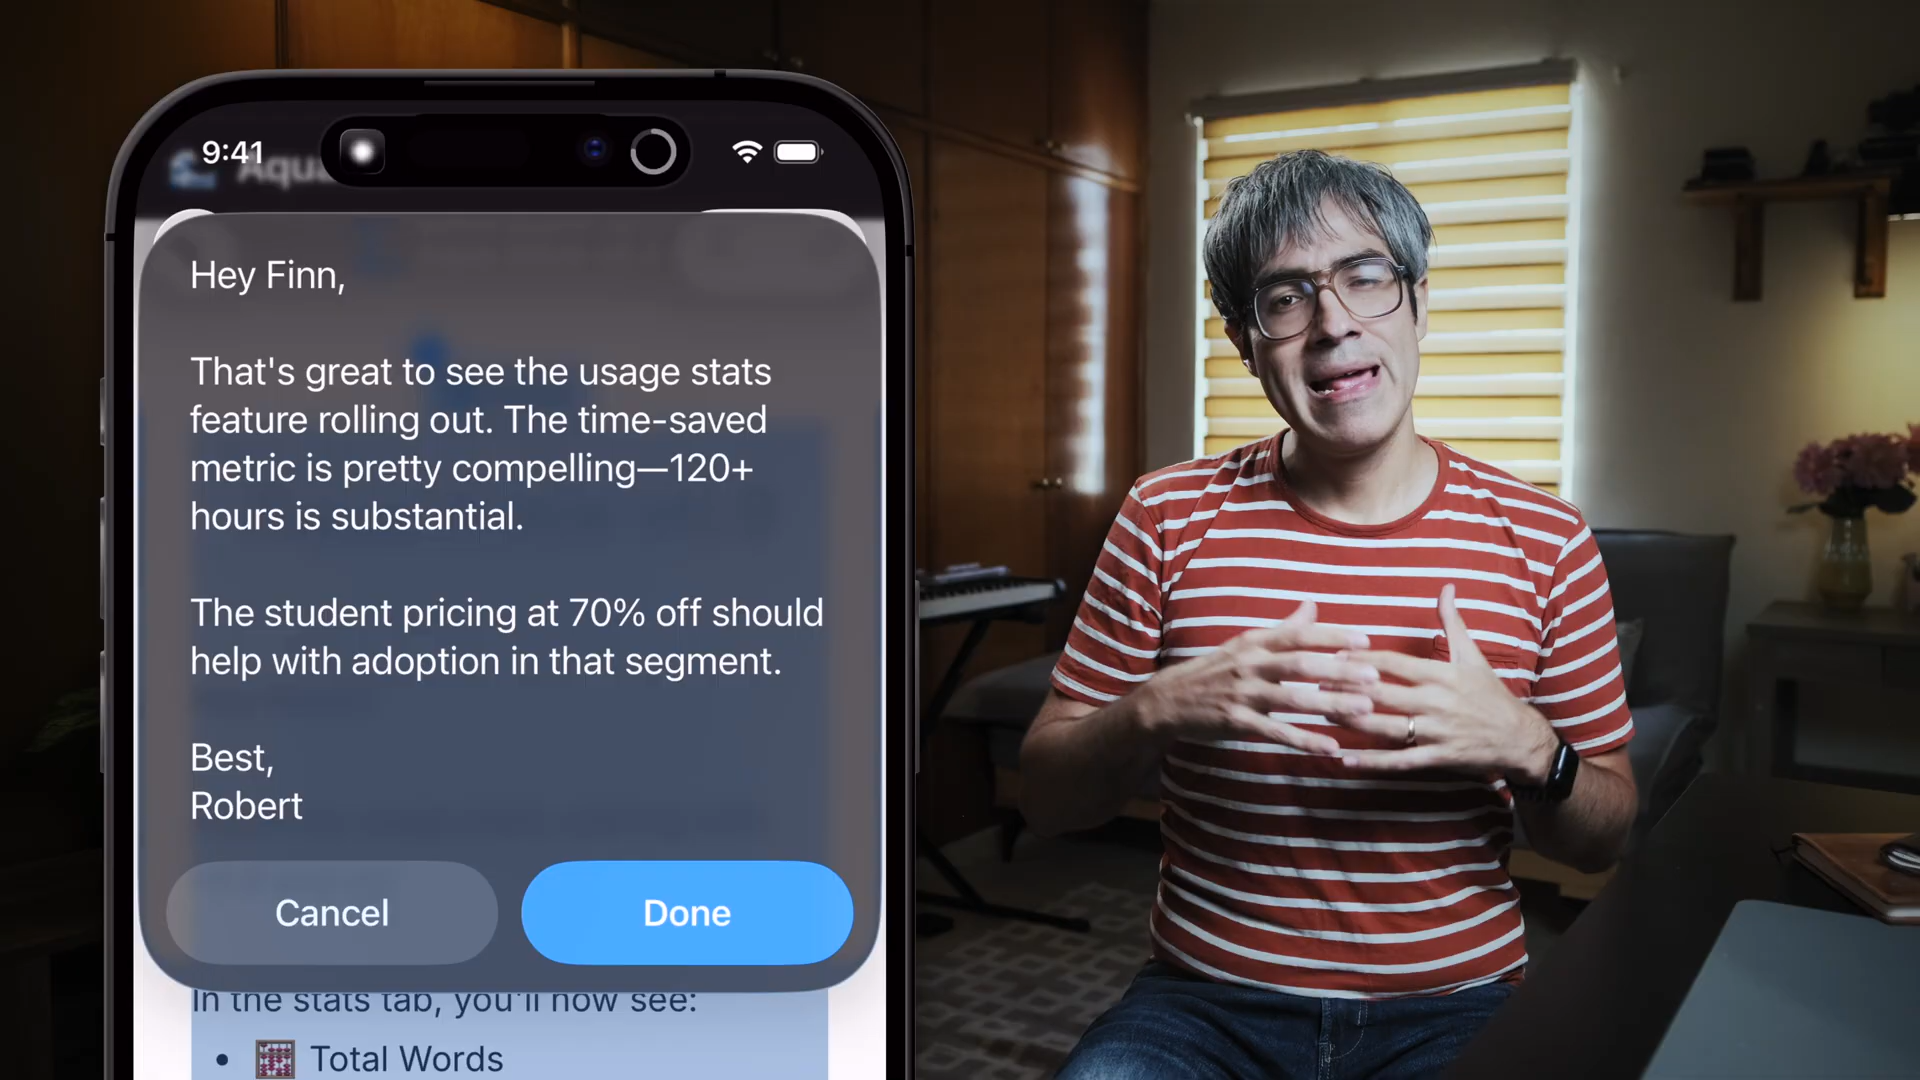 9:41
Aqua
Hey Finn,
That's great to see the usage stats
feature rolling out. The time-saved
metric is pretty compelling—120+
hours is substantial.
The student pricing at 70% off should
help with adoption in that segment.
Best,
Robert
Cancel
Done
In the stats tab, you'll now see:
• Total Words